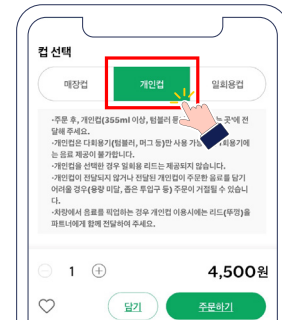 컵 선택
매장컵 개인컵 일회용컵
-주문 후, 개인컵(355ml 이상, 텀블러 등 는 곳'에 전
달해 주세요.
-개인컵은 다회용기(텀블러, 머그 등)만 사용 가 회용기에
는 음료 제공이 불가합니다.
-개인컵을 선택한 경우 일회용 리드는 제공되지 않습니다.
-개인컵이 전달되지 않거나 전달된 개인컵이 주문한 음료를 담기
어려울 경우(용량 미달, 좁은 투입구 등) 주문이 거절될 수 있습니
다.
-차량에서 음료를 픽업하는 경우 개인컵 이용시에는 리드(뚜껑)을
파트너에게 함께 전달하여 주세요.
1 4,500원
담기 주문하기